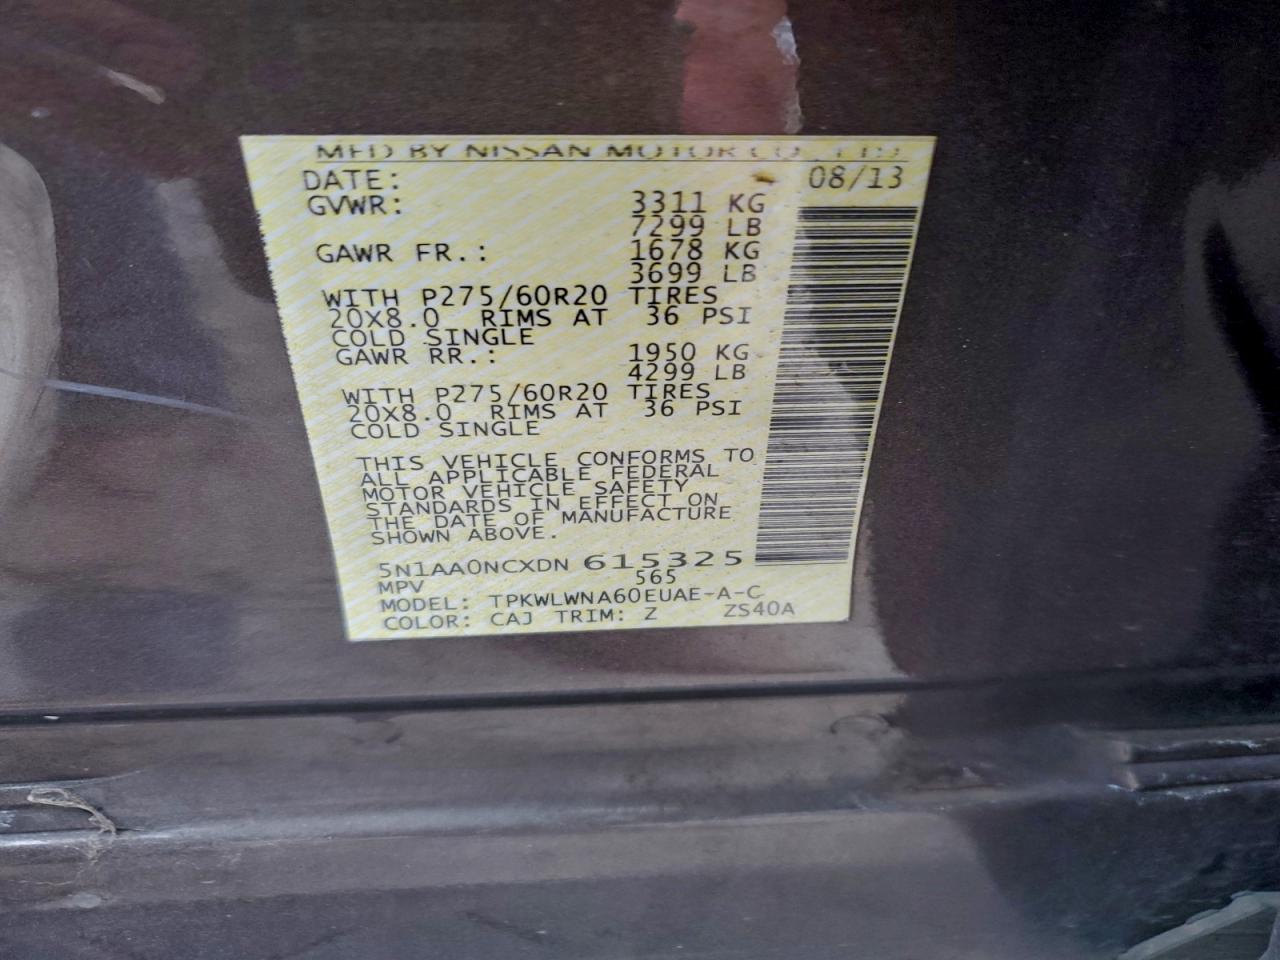 MFD BY NISSAN MOTOR CO., LTD
DATE: 08/13
GVWR: 3311 KG
7299 LB
GAWR FR.: 1678 KG
3699 LB
WITH P275/60R20 TIRES
20X8.0 RIMS AT 36 PSI
COLD SINGLE
GAWR RR.: 1950 KG
4299 LB
WITH P275/60R20 TIRES
20X8.0 RIMS AT 36 PSI
COLD SINGLE
THIS VEHICLE CONFORMS TO
ALL APPLICABLE FEDERAL
MOTOR VEHICLE SAFETY
STANDARDS IN EFFECT ON
THE DATE OF MANUFACTURE
SHOWN ABOVE.
5N1AA0NCXDN 615325
MPV 565
MODEL: TPKWLWNA60EUAE-A-C
COLOR: CAJ TRIM: Z ZS40A